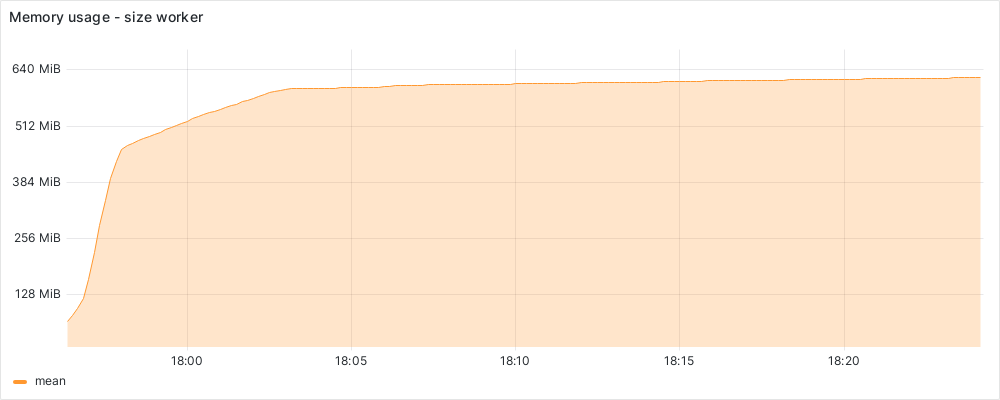 Memory usage - size worker
640 MiB
512 MiB
384 MiB
256 MiB
128 MiB
18:00 18:05 18:10 18:15 18:20
mean